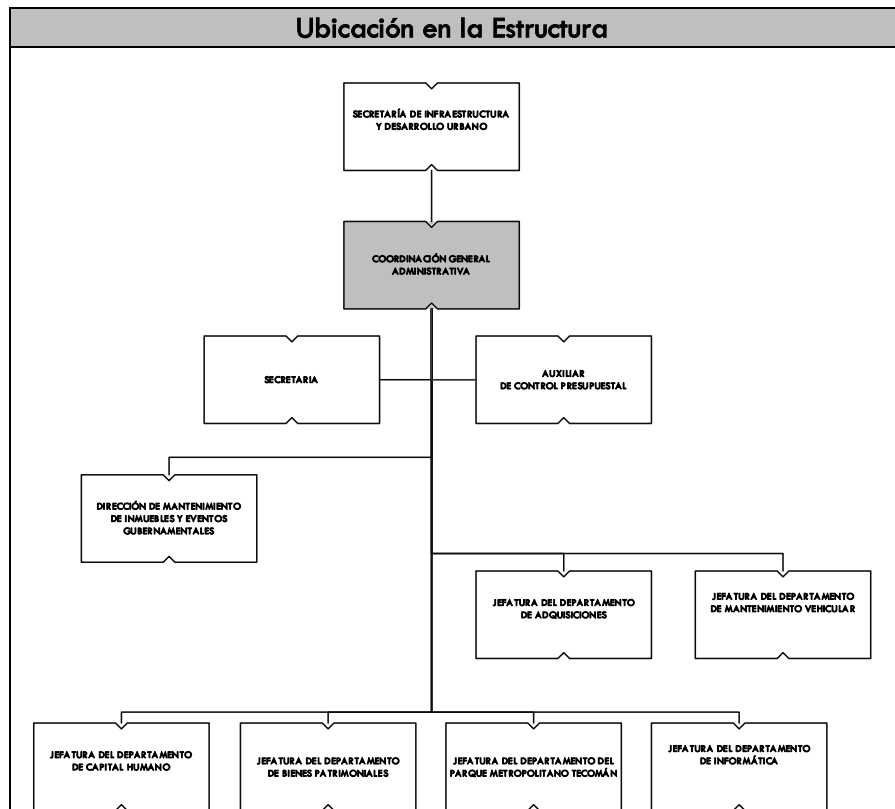 Ubicación en la Estructura
SECRETARÍA DE INFRAESTRUCTURA
Y DESARROLLO URBANO
COORDINACIÓN GENERAL
ADMINISTRATIVA
SECRETARIA
AUXILIAR
DE CONTROL PRESUPUESTAL
DIRECCIÓN DE MANTENIMIENTO
DE INMUEBLES Y EVENTOS
GUBERNAMENTALES
JEFATURA DEL DEPARTAMENTO
DE ADQUISICIONES
JEFATURA DEL DEPARTAMENTO
DE MANTENIMIENTO VEHICULAR
JEFATURA DEL DEPARTAMENTO
DE CAPITAL HUMANO
JEFATURA DEL DEPARTAMENTO
DE BIENES PATRIMONIALES
JEFATURA DEL DEPARTAMENTO DEL
PARQUE METROPOLITANO TECOMÁN
JEFATURA DEL DEPARTAMENTO
DE INFORMÁTICA